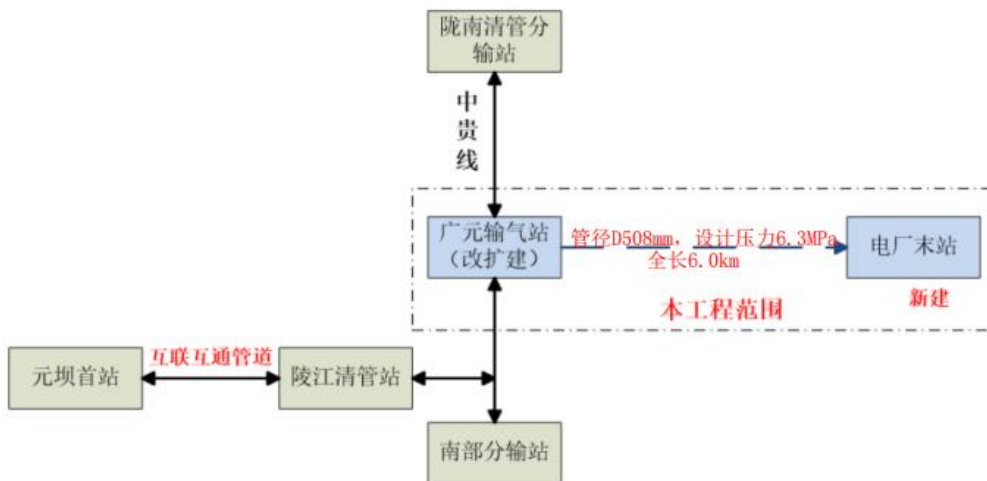 陇南清管分
输站
中
贵
线
广元输气站
（改扩建）
管径D508mm，设计压力6.3MPa
全长6.0km
电厂末站
新建
本工程范围
互联互通管道
元坝首站
陵江清管站
南部分输站